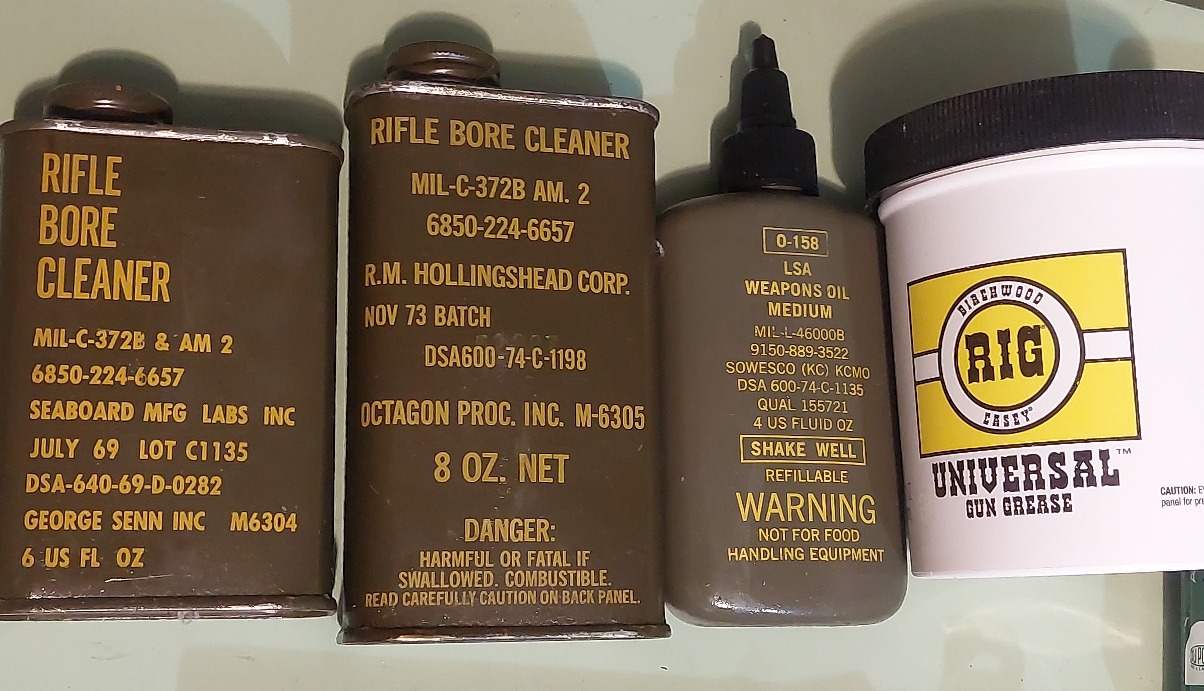 RIFLE
BORE
CLEANER
MIL-C-372B & AM 2
6850-224-6657
SEABOARD MFG LABS INC
JULY 69 LOT C1135
DSA-640-69-D-0282
GEORGE SENN INC M6304
6 US FL OZ
RIFLE BORE CLEANER
MIL-C-372B AM. 2
6850-224-6657
R.M. HOLLINGSHEAD CORP.
NOV 73 BATCH
DSA600-74-C-1198
OCTAGON PROC. INC. M-6305
8 OZ. NET
DANGER:
HARMFUL OR FATAL IF
SWALLOWED. COMBUSTIBLE.
READ CAREFULLY CAUTION ON BACK PANEL.
O-158
LSA
WEAPONS OIL
MEDIUM
MIL-L-46000B
9150-889-3522
SOWESCO (KC) KCMO
DSA 600-74-C-1135
QUAL 155721
4 US FLUID OZ
SHAKE WELL
REFILLABLE
WARNING
NOT FOR FOOD
HANDLING EQUIPMENT
BIRCHWOOD
RIG®
CASEY®
UNIVERSAL™
GUN GREASE
CAUTION:
panel for